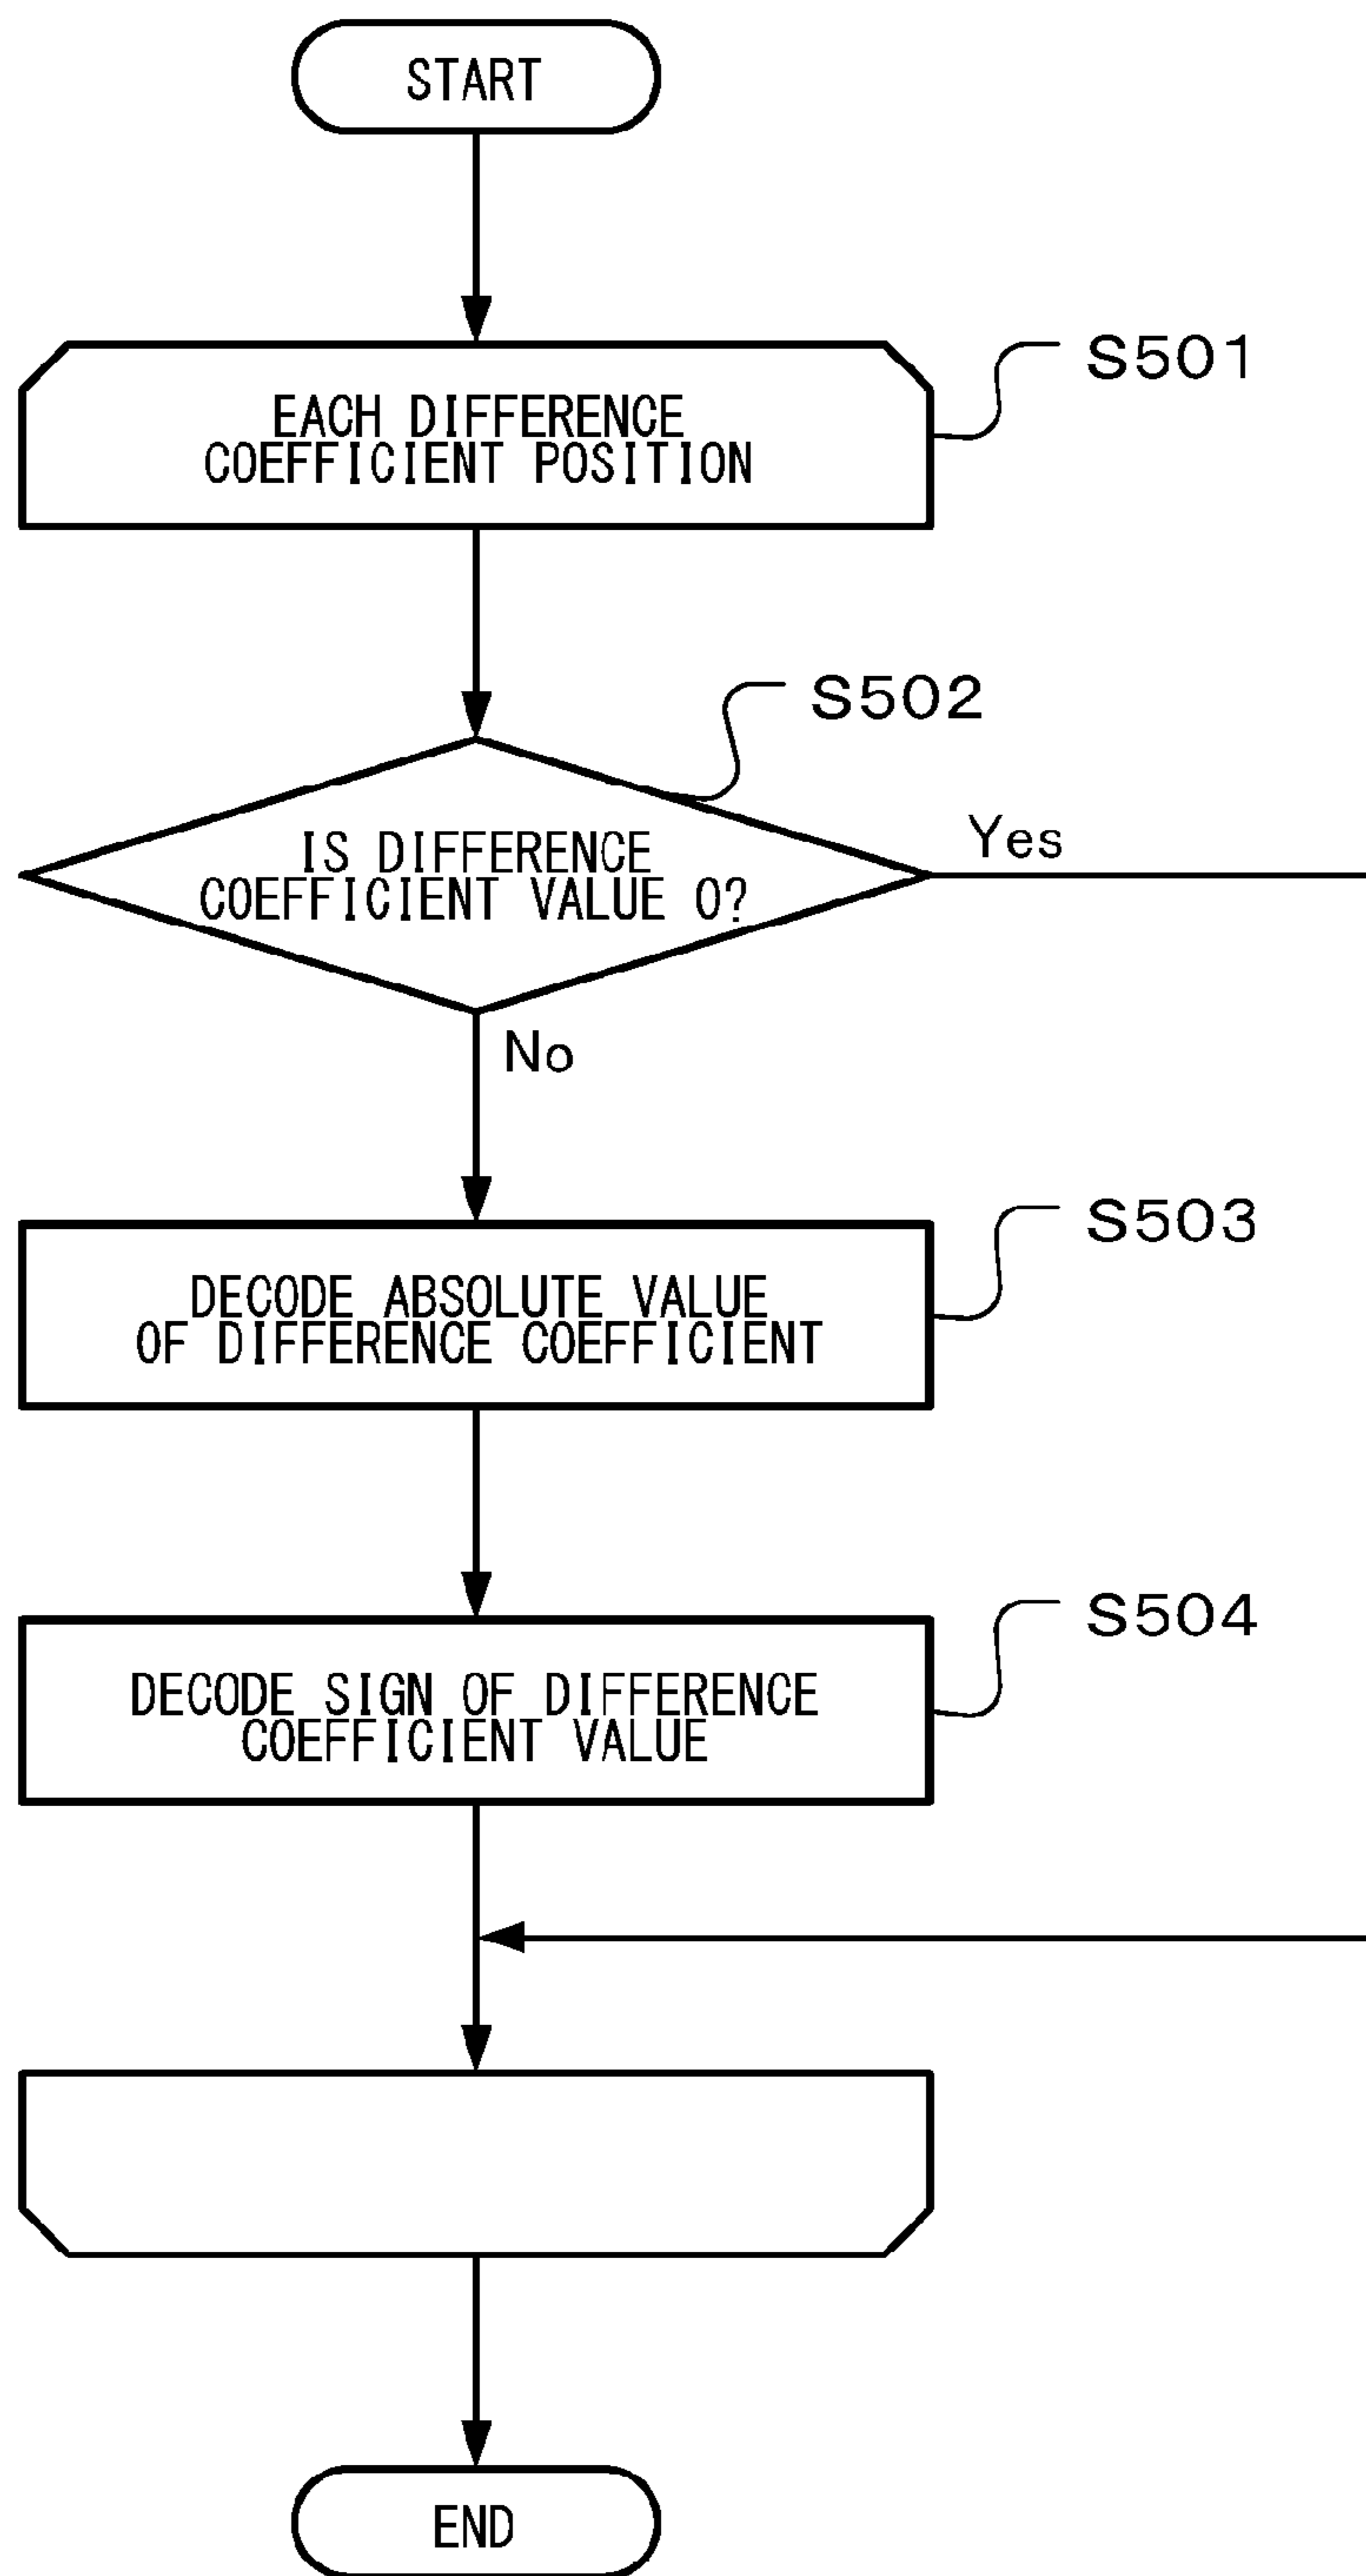 START
EACH DIFFERENCE
COEFFICIENT POSITION
S501
S502
IS DIFFERENCE
COEFFICIENT VALUE 0?
Yes
No
DECODE ABSOLUTE VALUE
OF DIFFERENCE COEFFICIENT
S503
DECODE SIGN OF DIFFERENCE
COEFFICIENT VALUE
S504
END